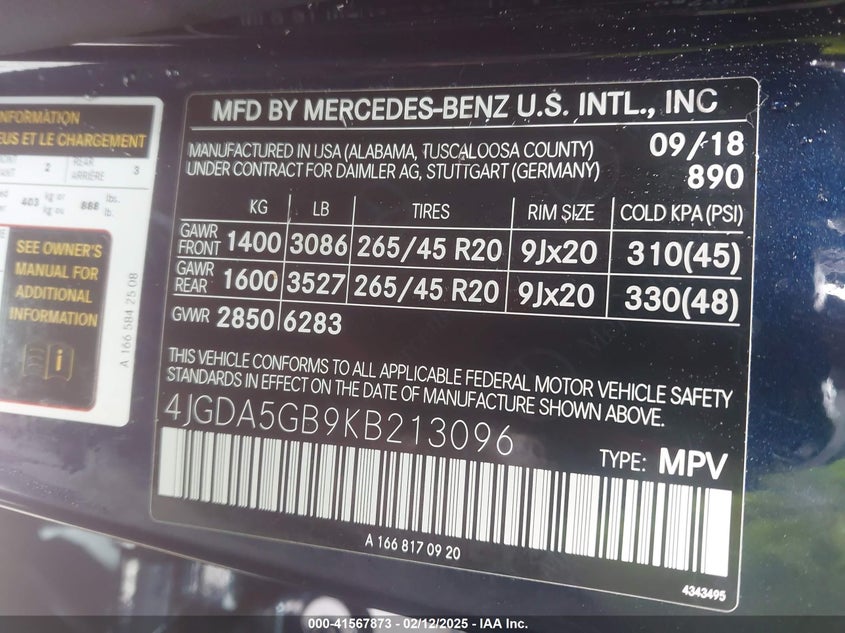 INFORMATION
EUS ET LE CHARGEMENT
2 REAR ARRIÈRE 3
403 kg or kg ou 888 lbs. lb.
SEE OWNER'S
MANUAL FOR
ADDITIONAL
INFORMATION
A 166 584 25 08
MFD BY MERCEDES-BENZ U.S. INTL., INC
MANUFACTURED IN USA (ALABAMA, TUSCALOOSA COUNTY) 09/18
UNDER CONTRACT FOR DAIMLER AG, STUTTGART (GERMANY) 890
KG LB TIRES RIM SIZE COLD KPA (PSI)
GAWR FRONT 1400 3086 265/45 R20 9Jx20 310(45)
GAWR REAR 1600 3527 265/45 R20 9Jx20 330(48)
GVWR 2850 6283
THIS VEHICLE CONFORMS TO ALL APPLICABLE FEDERAL MOTOR VEHICLE SAFETY
STANDARDS IN EFFECT ON THE DATE OF MANUFACTURE SHOWN ABOVE.
4JGDA5GB9KB213096
TYPE: MPV
A 166 817 09 20
4343495
000-41567873 - 02/12/2025 - IAA Inc.